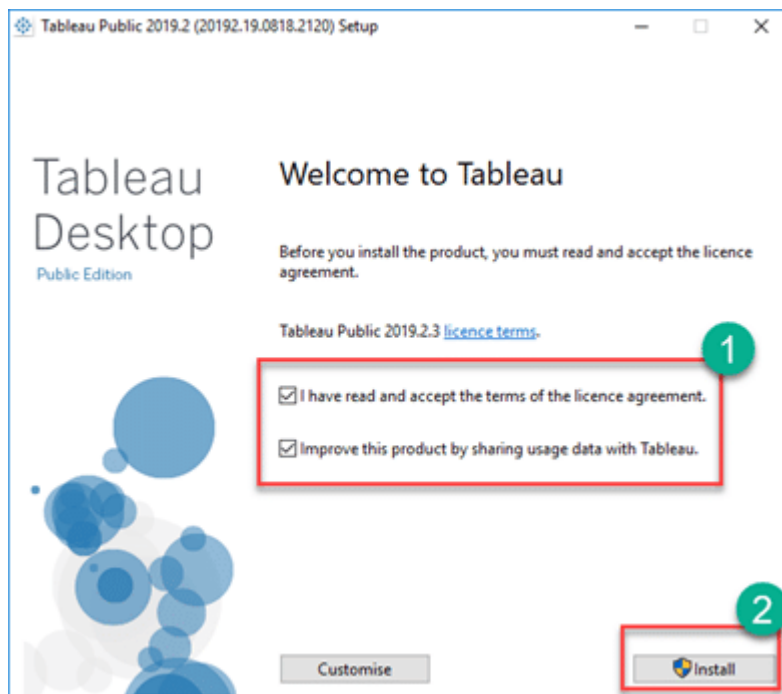 Tableau Public 2019.2 (20192.19.0818.2120) Setup
Tableau
Desktop
Public Edition
Welcome to Tableau
Before you install the product, you must read and accept the licence
agreement.
Tableau Public 2019.2.3 licence terms.
1
I have read and accept the terms of the licence agreement.
Improve this product by sharing usage data with Tableau.
2
Customise
Install